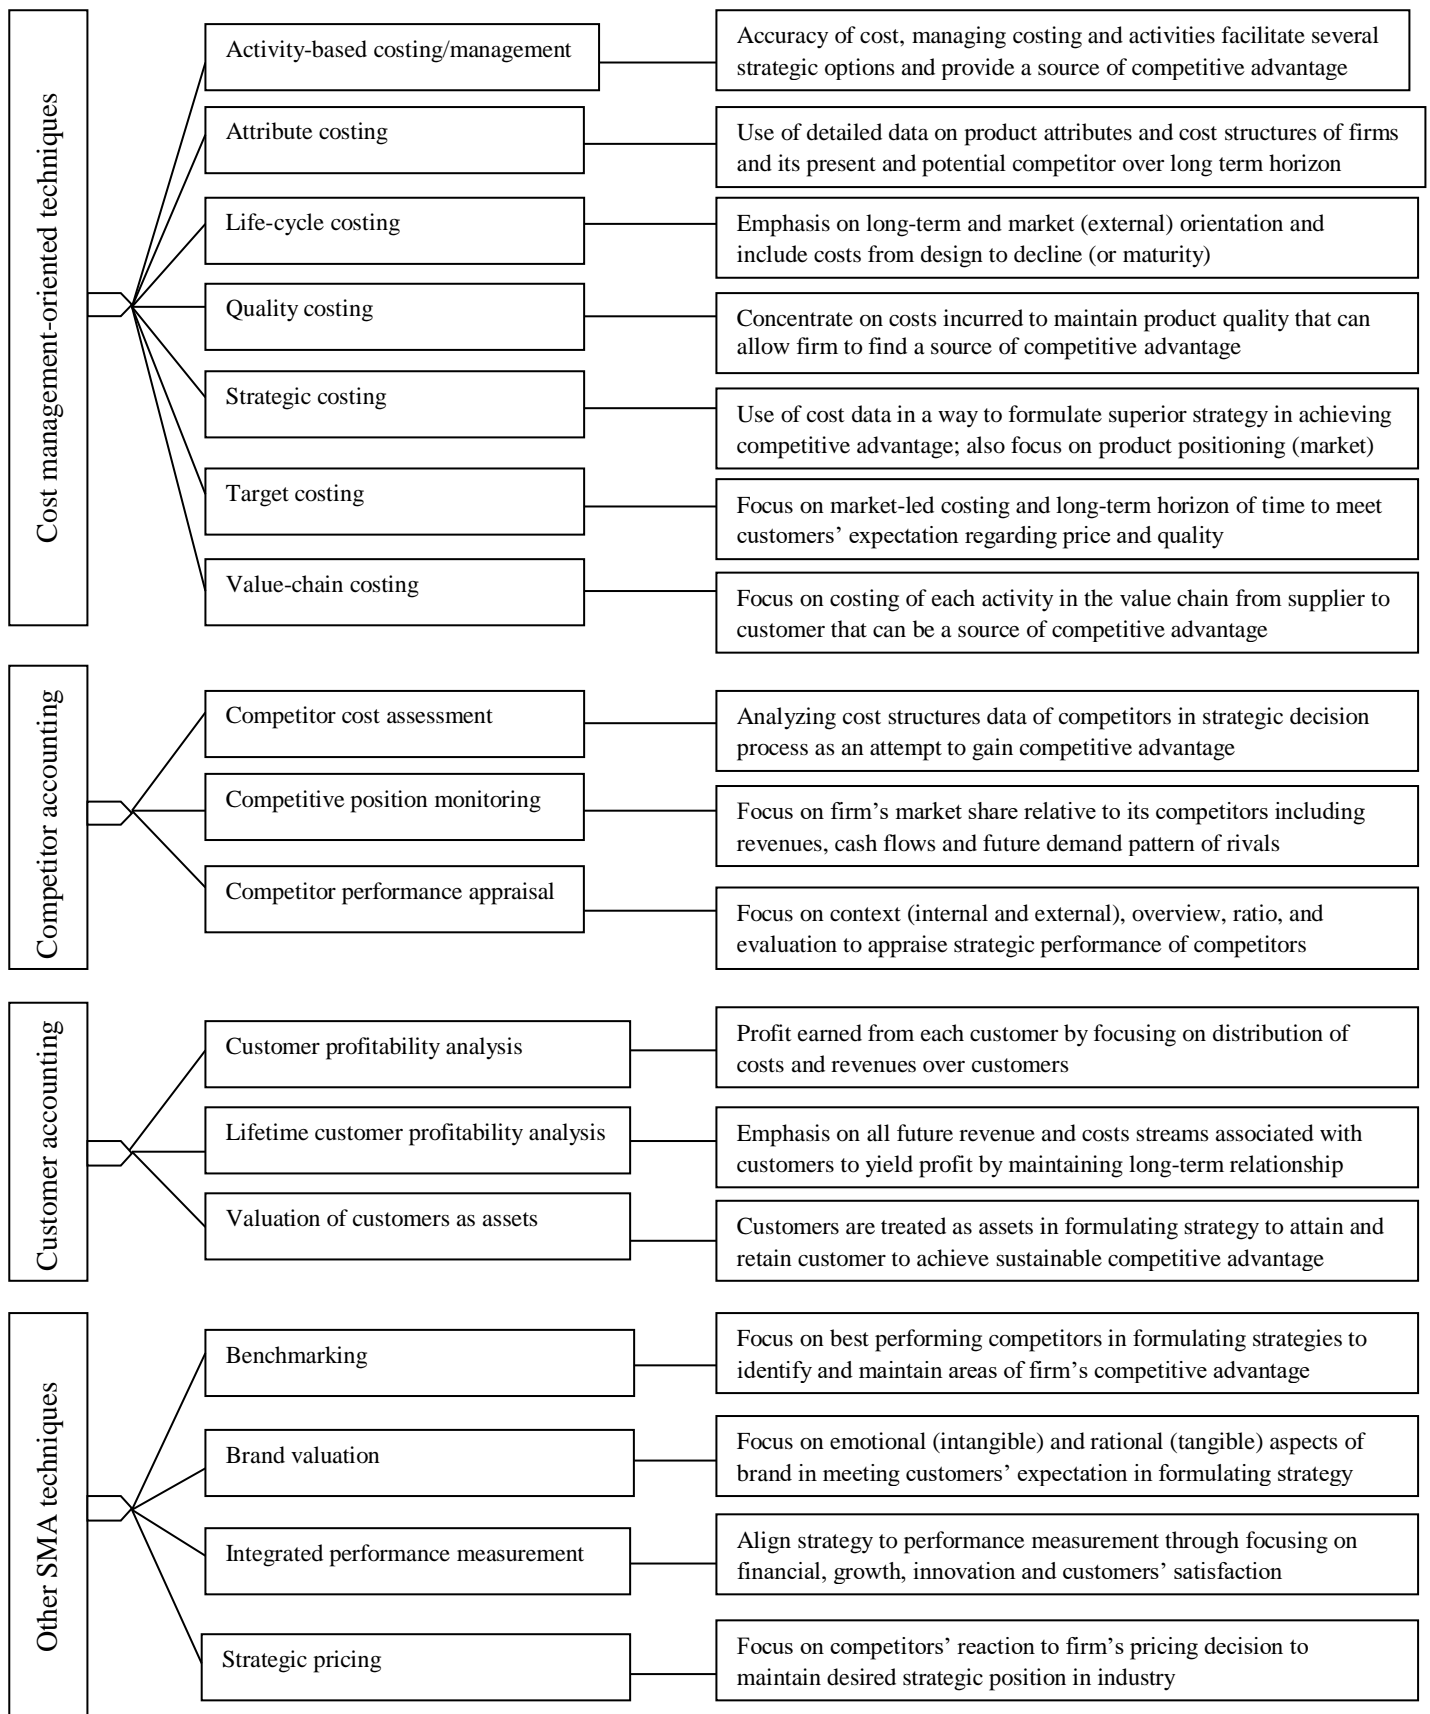 Cost management-oriented techniques
Activity-based costing/management
Accuracy of cost, managing costing and activities facilitate several
strategic options and provide a source of competitive advantage
Attribute costing
Use of detailed data on product attributes and cost structures of firms
and its present and potential competitor over long term horizon
Life-cycle costing
Emphasis on long-term and market (external) orientation and
include costs from design to decline (or maturity)
Quality costing
Concentrate on costs incurred to maintain product quality that can
allow firm to find a source of competitive advantage
Strategic costing
Use of cost data in a way to formulate superior strategy in achieving
competitive advantage; also focus on product positioning (market)
Target costing
Focus on market-led costing and long-term horizon of time to meet
customers’ expectation regarding price and quality
Value-chain costing
Focus on costing of each activity in the value chain from supplier to
customer that can be a source of competitive advantage
Competitor accounting
Competitor cost assessment
Analyzing cost structures data of competitors in strategic decision
process as an attempt to gain competitive advantage
Competitive position monitoring
Focus on firm’s market share relative to its competitors including
revenues, cash flows and future demand pattern of rivals
Competitor performance appraisal
Focus on context (internal and external), overview, ratio, and
evaluation to appraise strategic performance of competitors
Customer accounting
Customer profitability analysis
Profit earned from each customer by focusing on distribution of
costs and revenues over customers
Lifetime customer profitability analysis
Emphasis on all future revenue and costs streams associated with
customers to yield profit by maintaining long-term relationship
Valuation of customers as assets
Customers are treated as assets in formulating strategy to attain and
retain customer to achieve sustainable competitive advantage
Other SMA techniques
Benchmarking
Focus on best performing competitors in formulating strategies to
identify and maintain areas of firm’s competitive advantage
Brand valuation
Focus on emotional (intangible) and rational (tangible) aspects of
brand in meeting customers’ expectation in formulating strategy
Integrated performance measurement
Align strategy to performance measurement through focusing on
financial, growth, innovation and customers’ satisfaction
Strategic pricing
Focus on competitors’ reaction to firm’s pricing decision to
maintain desired strategic position in industry